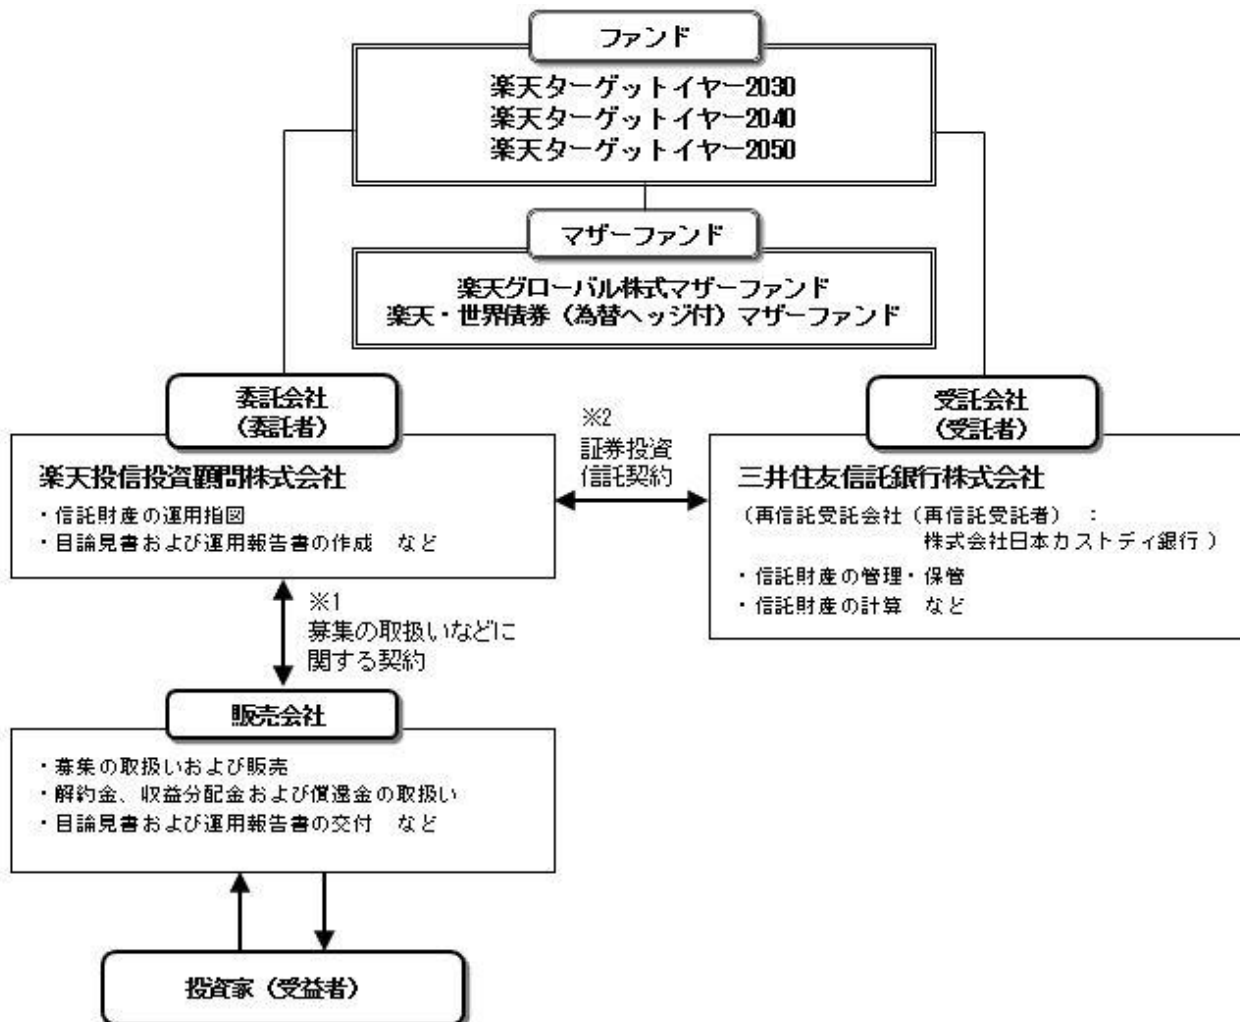 ファンド
楽天ターゲットイヤー2030
楽天ターゲットイヤー2040
楽天ターゲットイヤー2050
マザーファンド
楽天グローバル株式マザーファンド
楽天・世界債券（為替ヘッジ付）マザーファンド
委託会社
（委託者）
楽天投信投資顧問株式会社
・信託財産の運用指図
・目論見書および運用報告書の作成　など
※2
証券投資
信託契約
受託会社
（受託者）
三井住友信託銀行株式会社
（再信託受託会社（再信託受託者）　：
株式会社日本カストディ銀行 ）
・信託財産の管理・保管
・信託財産の計算　など
※1
募集の取扱いなどに
関する契約
販売会社
・募集の取扱いおよび販売
・解約金、収益分配金および償還金の取扱い
・目論見書および運用報告書の交付　など
投資家（受益者）